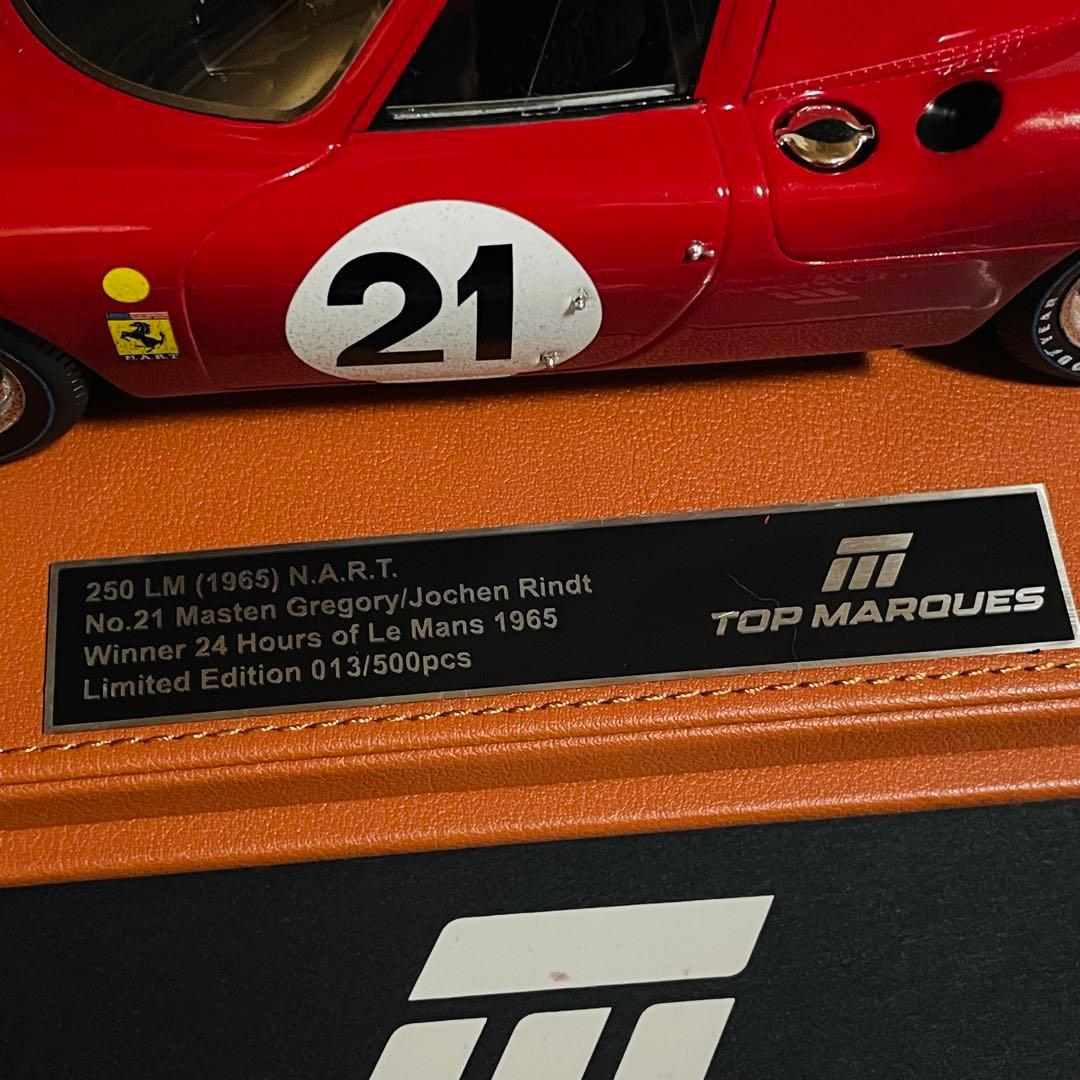 21
N.A.R.T
250 LM (1965) N.A.R.T.
No.21 Masten Gregory/Jochen Rindt
Winner 24 Hours of Le Mans 1965
Limited Edition 013/500pcs
TOP MARQUES